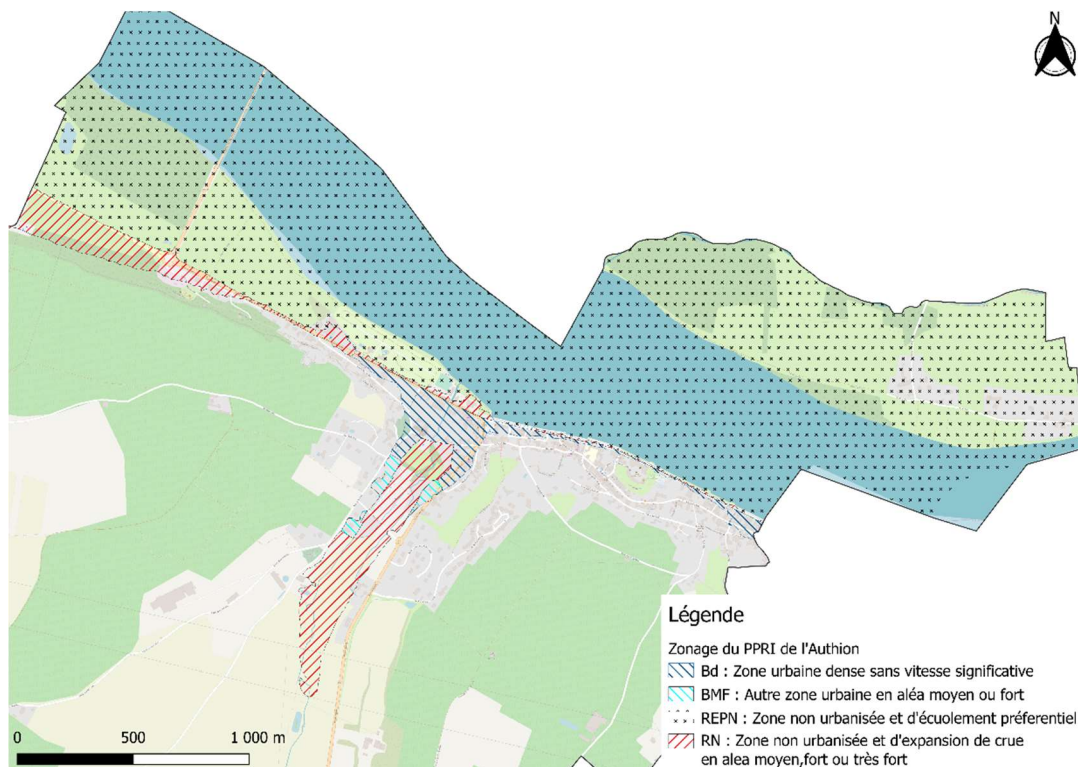 N
Légende
Zonage du PPRI de l'Authion
Bd : Zone urbaine dense sans vitesse significative
BMF : Autre zone urbaine en aléa moyen ou fort
REPN : Zone non urbanisée et d'écuolement préferentiel
RN : Zone non urbanisée et d'expansion de crue
en alea moyen,fort ou très fort
0 500 1 000 m